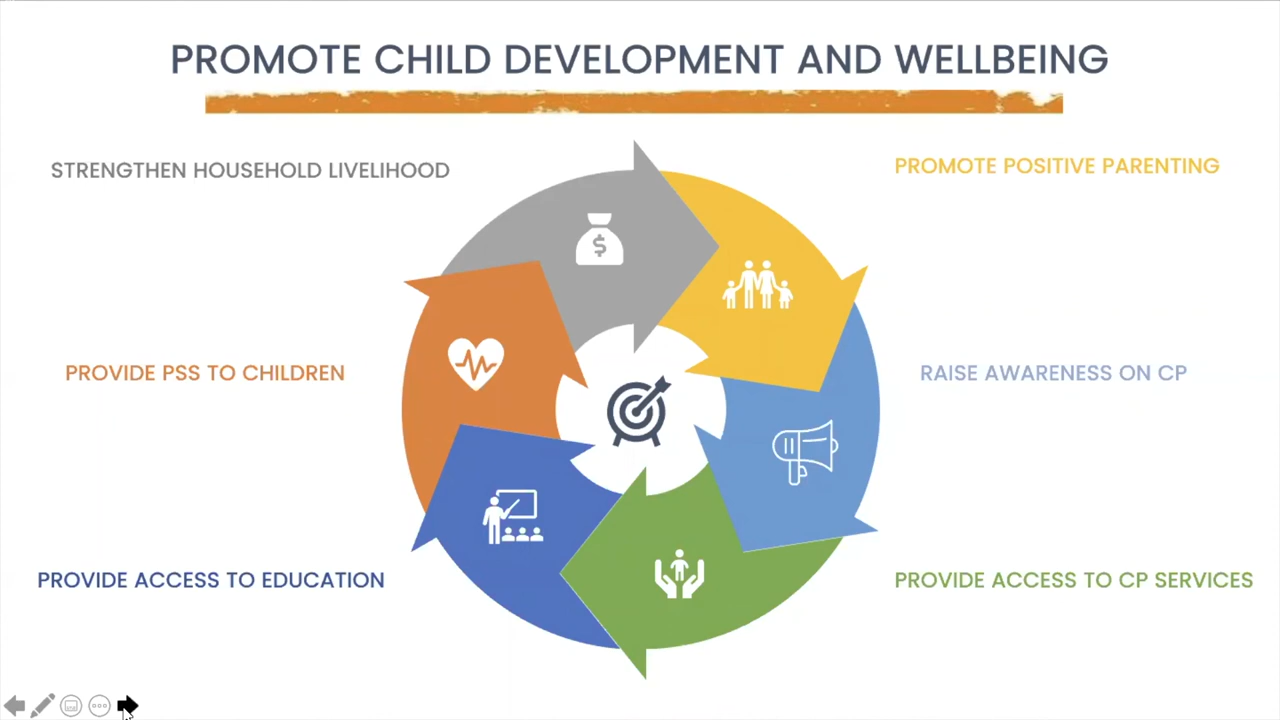 PROMOTE CHILD DEVELOPMENT AND WELLBEING
STRENGTHEN HOUSEHOLD LIVELIHOOD
PROMOTE POSITIVE PARENTING
$
PROVIDE PSS TO CHILDREN
RAISE AWARENESS ON CP
PROVIDE ACCESS TO EDUCATION
PROVIDE ACCESS TO CP SERVICES